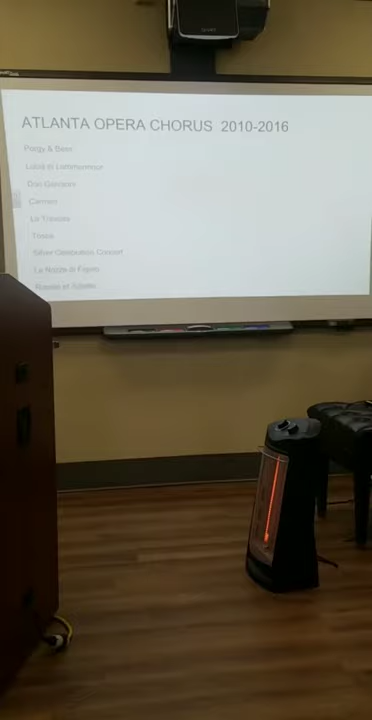 ATLANTA OPERA CHORUS 2010-2016
Porgy & Bess
Lucia di Lammermoor
Don Giovanni
Carmen
La Traviata
Tosca
Silver Celebration Concert
La Nozze di Figaro
Romeo et Juliette